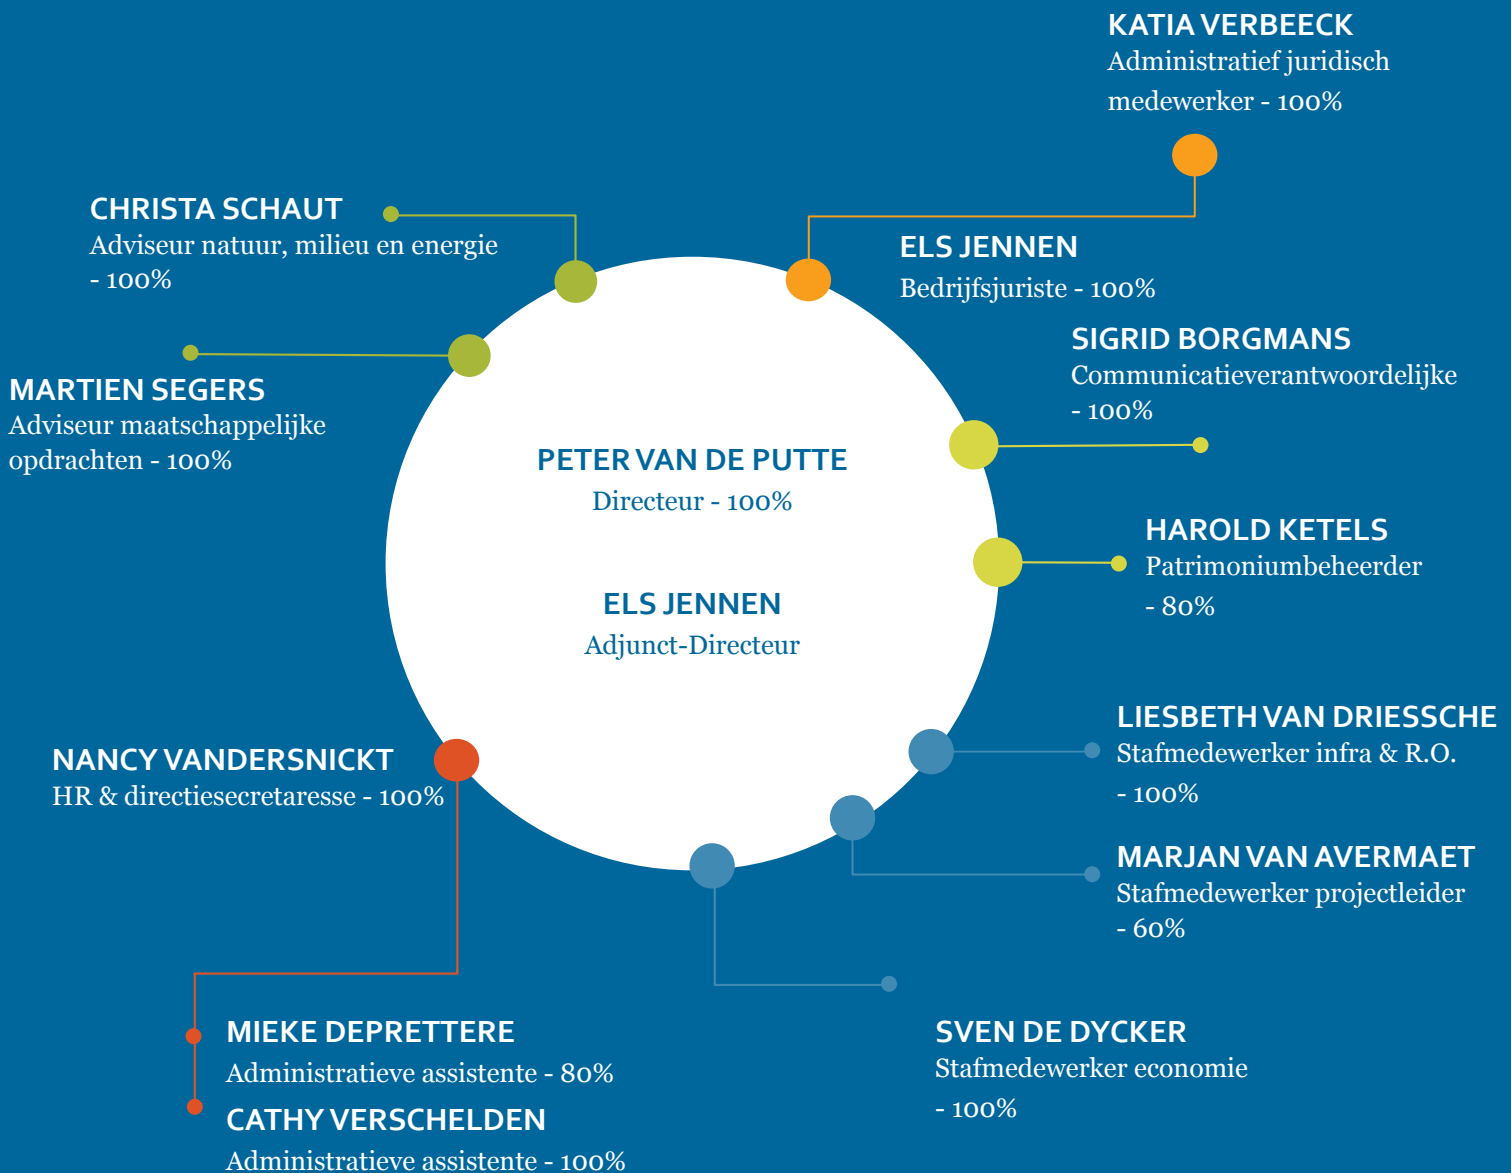 KATIA VERBEECK
Administratief juridisch
medewerker - 100%
CHRISTA SCHAUT
Adviseur natuur, milieu en energie
- 100%
ELS JENNEN
Bedrijfsjuriste - 100%
SIGRID BORGMANS
Communicatieverantwoordelijke
- 100%
MARTIEN SEGERS
Adviseur maatschappelijke
opdrachten - 100%
PETER VAN DE PUTTE
Directeur - 100%
ELS JENNEN
Adjunct-Directeur
HAROLD KETELS
Patrimoniumbeheerder
- 80%
LIESBETH VAN DRIESSCHE
Stafmedewerker infra & R.O.
- 100%
NANCY VANDERSNICKT
HR & directiesecretaresse - 100%
MARJAN VAN AVERMAET
Stafmedewerker projectleider
- 60%
MIEKE DEPRETTERE
Administratieve assistente - 80%
CATHY VERSCHELDEN
Administratieve assistente - 100%
SVEN DE DYCKER
Stafmedewerker economie
- 100%